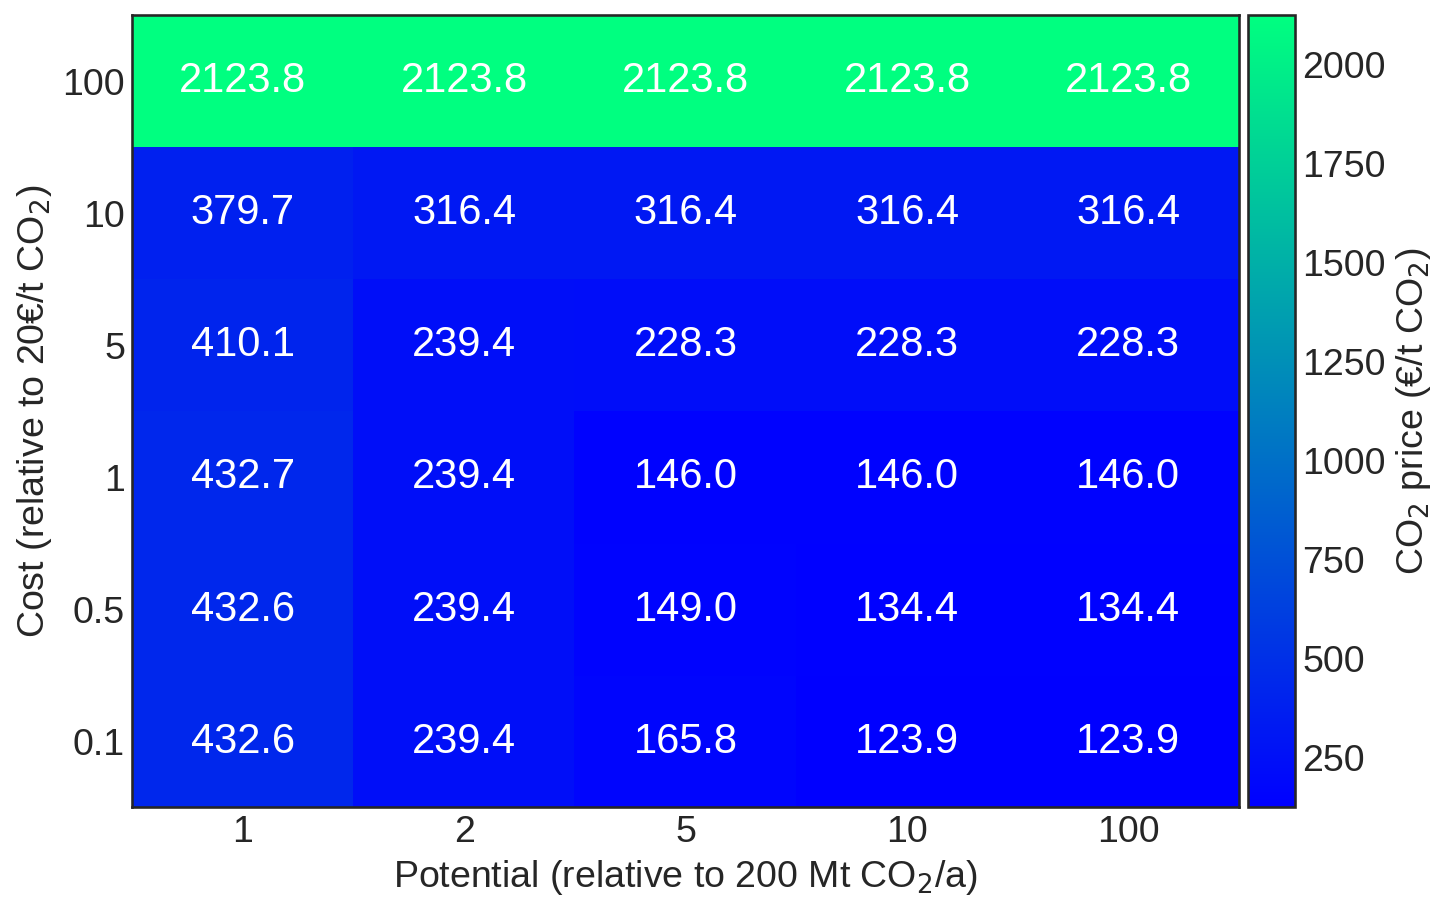 100 2123.8 2123.8 2123.8 2123.8 2123.8
10 379.7 316.4 316.4 316.4 316.4
5 410.1 239.4 228.3 228.3 228.3
1 432.7 239.4 146.0 146.0 146.0
0.5 432.6 239.4 149.0 134.4 134.4
0.1 432.6 239.4 165.8 123.9 123.9
1 2 5 10 100
Potential (relative to 200 Mt CO₂/a)
Cost (relative to 20€/t CO₂)
2000
1750
1500
1250
1000
750
500
250
CO₂ price (€/t CO₂)